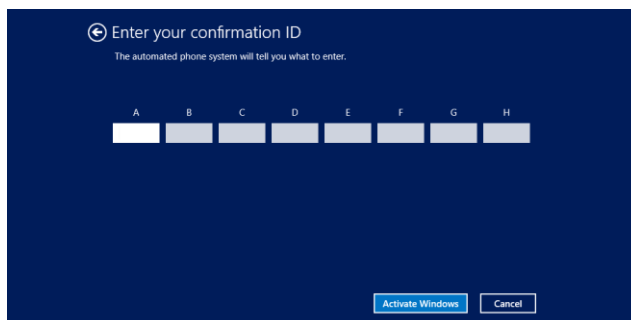 Enter your confirmation ID
The automated phone system will tell you what to enter.
A B C D E F G H
Activate Windows Cancel